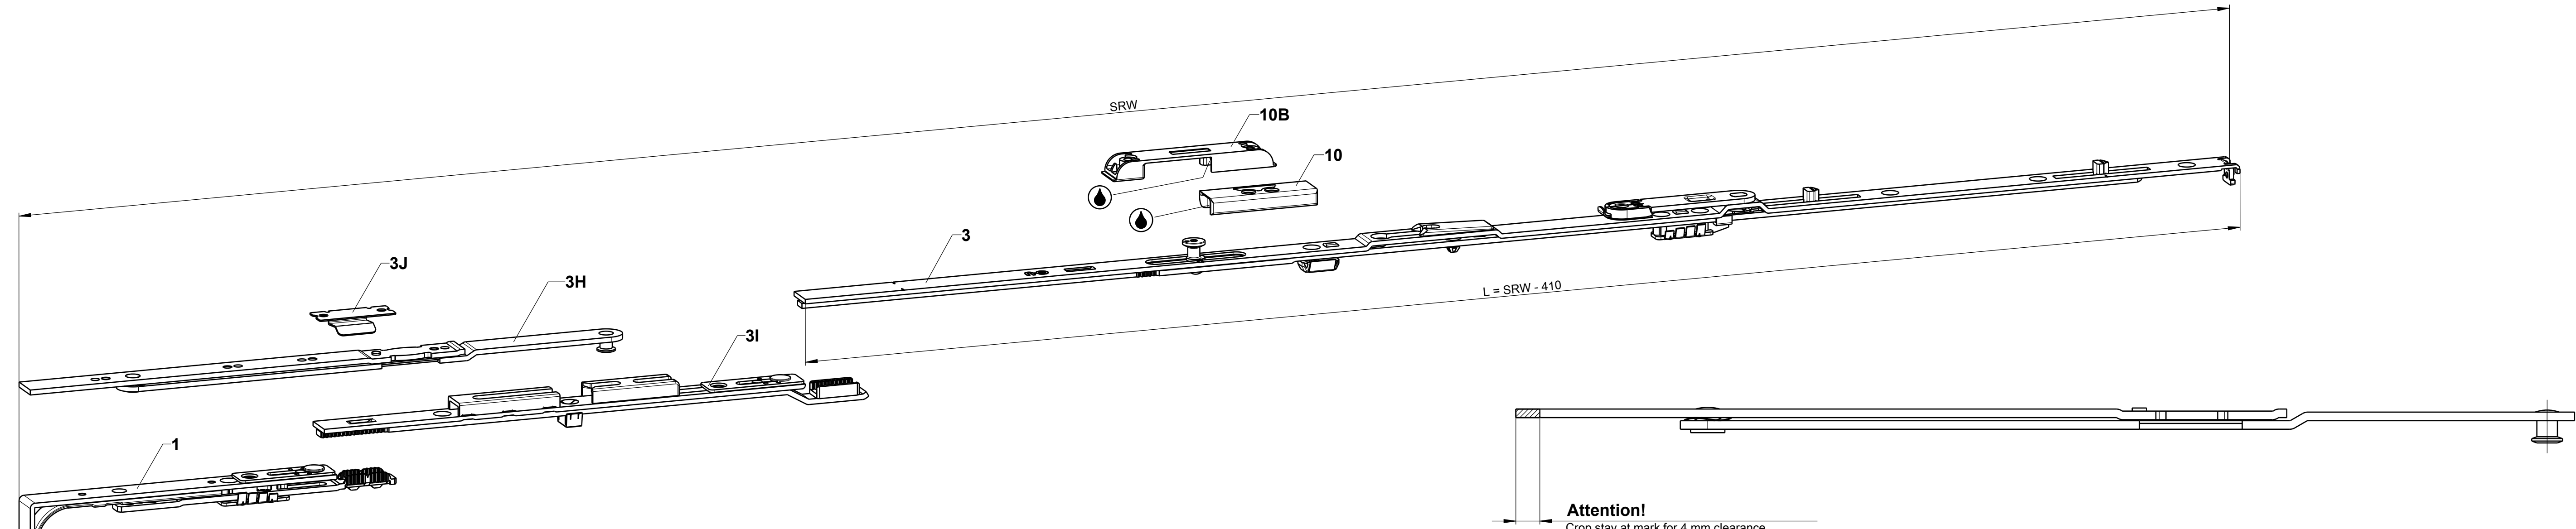 SRW
10B
10
3
3J
3H
L = SRW - 410
3I
1
Attention!
Crop stay at mark for 4 mm clearance